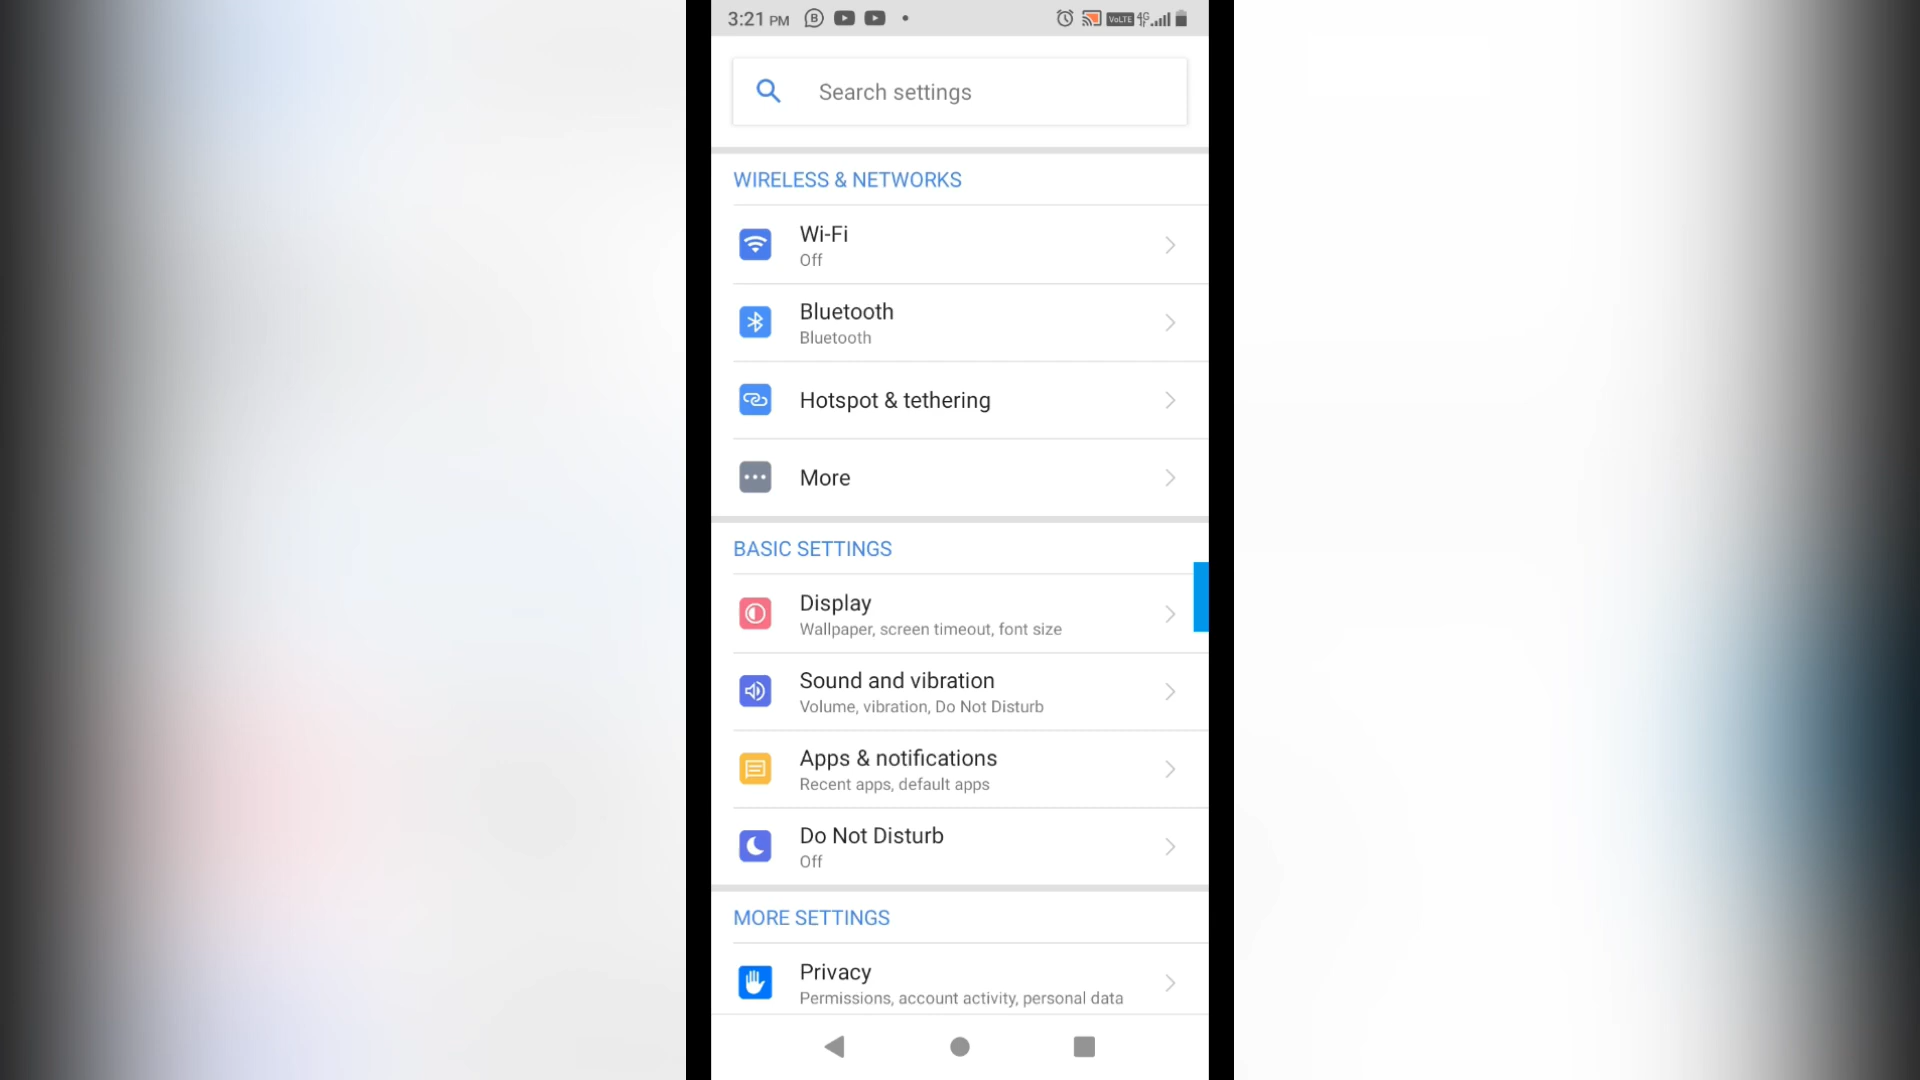 3:21 PM
VoLTE 4G
Search settings
WIRELESS & NETWORKS
Wi-Fi
Off
Bluetooth
Bluetooth
Hotspot & tethering
More
BASIC SETTINGS
Display
Wallpaper, screen timeout, font size
Sound and vibration
Volume, vibration, Do Not Disturb
Apps & notifications
Recent apps, default apps
Do Not Disturb
Off
MORE SETTINGS
Privacy
Permissions, account activity, personal data